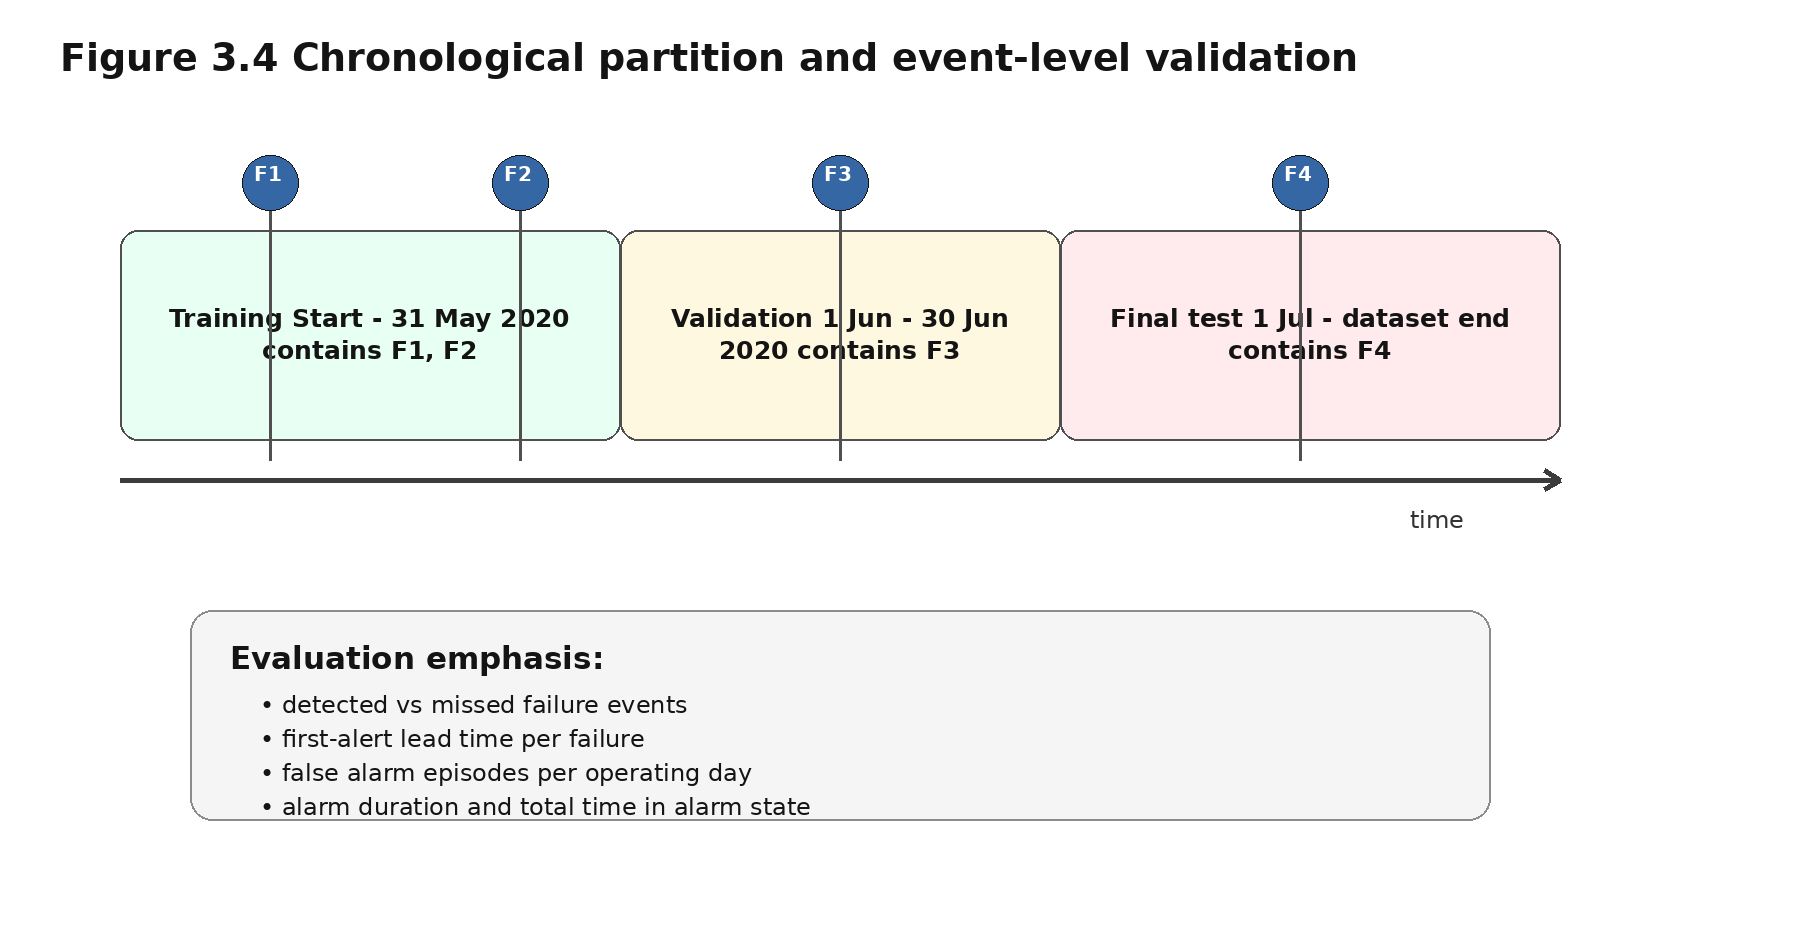 Figure 3.4 Chronological partition and event-level validation
F1
F2
F3
F4
Training Start - 31 May 2020
contains F1, F2
Validation 1 Jun - 30 Jun
2020 contains F3
Final test 1 Jul - dataset end
contains F4
time
Evaluation emphasis:
• detected vs missed failure events
• first-alert lead time per failure
• false alarm episodes per operating day
• alarm duration and total time in alarm state